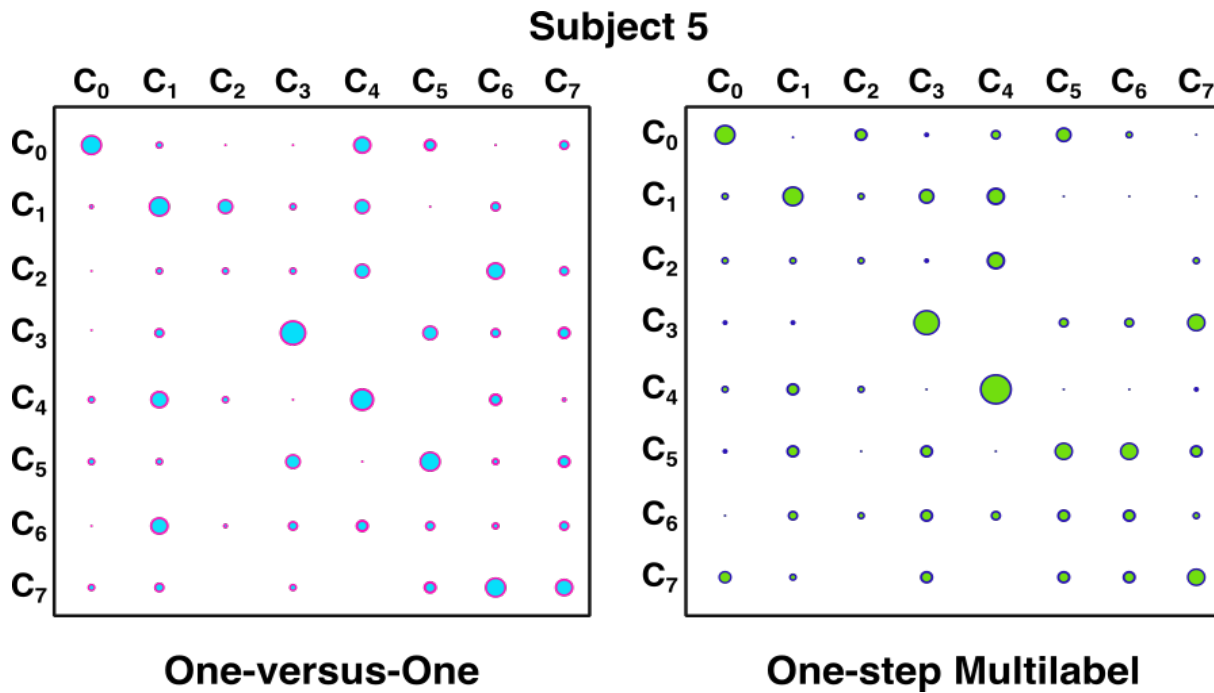 Subject 5
C₀ C₁ C₂ C₃ C₄ C₅ C₆ C₇
C₀
C₁
C₂
C₃
C₄
C₅
C₆
C₇
One-versus-One
C₀ C₁ C₂ C₃ C₄ C₅ C₆ C₇
C₀
C₁
C₂
C₃
C₄
C₅
C₆
C₇
One-step Multilabel